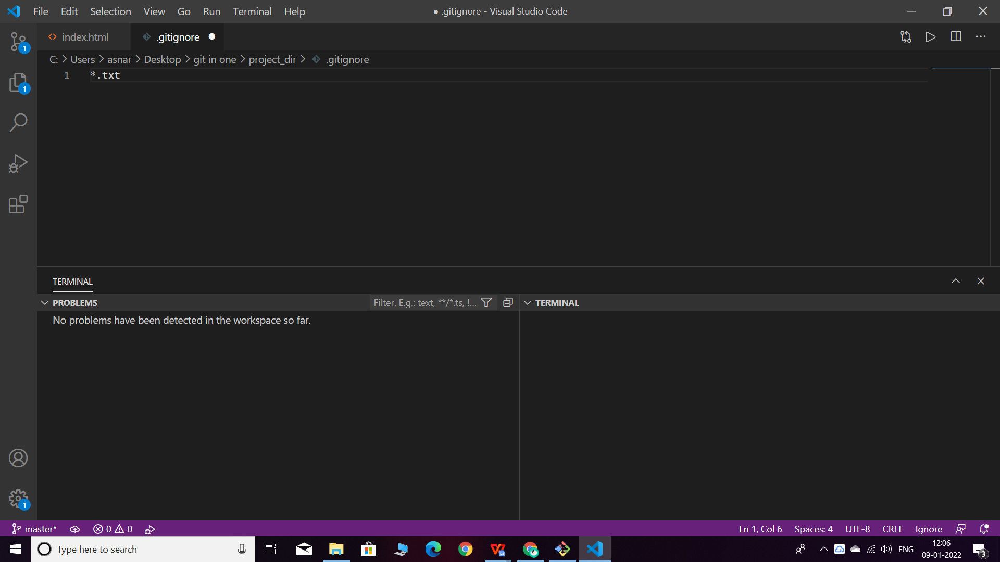 File Edit Selection View Go Run Terminal Help
● .gitignore - Visual Studio Code
index.html
.gitignore
C: > Users > asnar > Desktop > git in one > project_dir > .gitignore
1 *.txt
1
1
TERMINAL
PROBLEMS
Filter. E.g.: text, **/*.ts, !...
TERMINAL
No problems have been detected in the workspace so far.
1
master* 0 0
Ln 1, Col 6 Spaces: 4 UTF-8 CRLF Ignore
Type here to search
ENG
12:06
09-01-2022
3